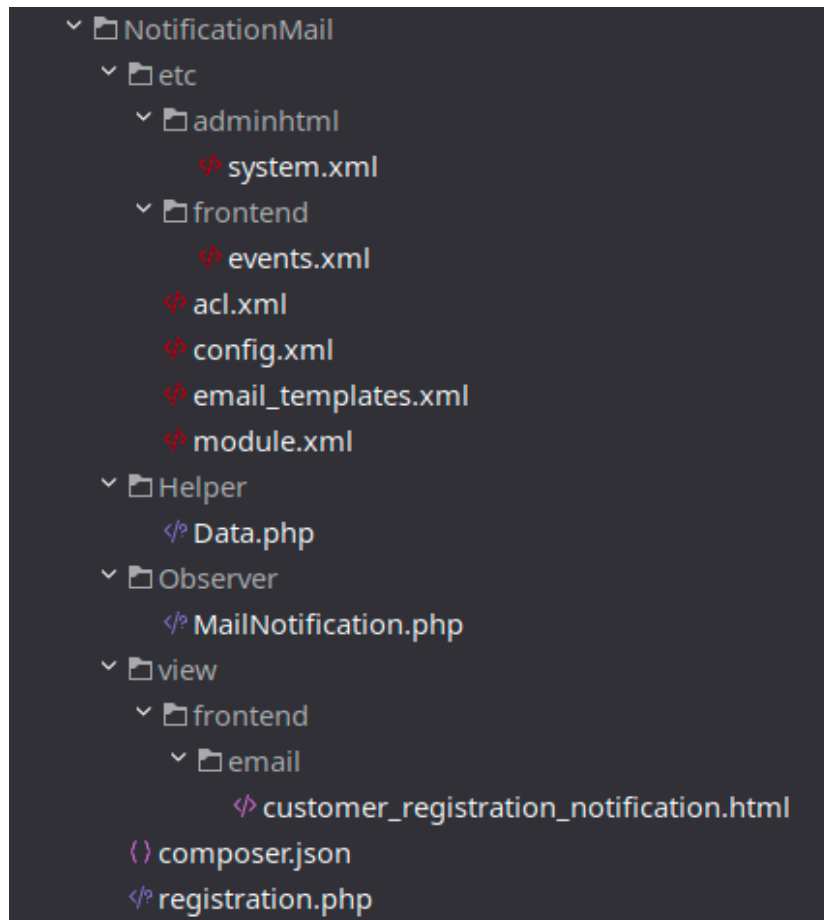 NotificationMail
etc
adminhtml
system.xml
frontend
events.xml
acl.xml
config.xml
email_templates.xml
module.xml
Helper
Data.php
Observer
MailNotification.php
view
frontend
email
customer_registration_notification.html
composer.json
registration.php